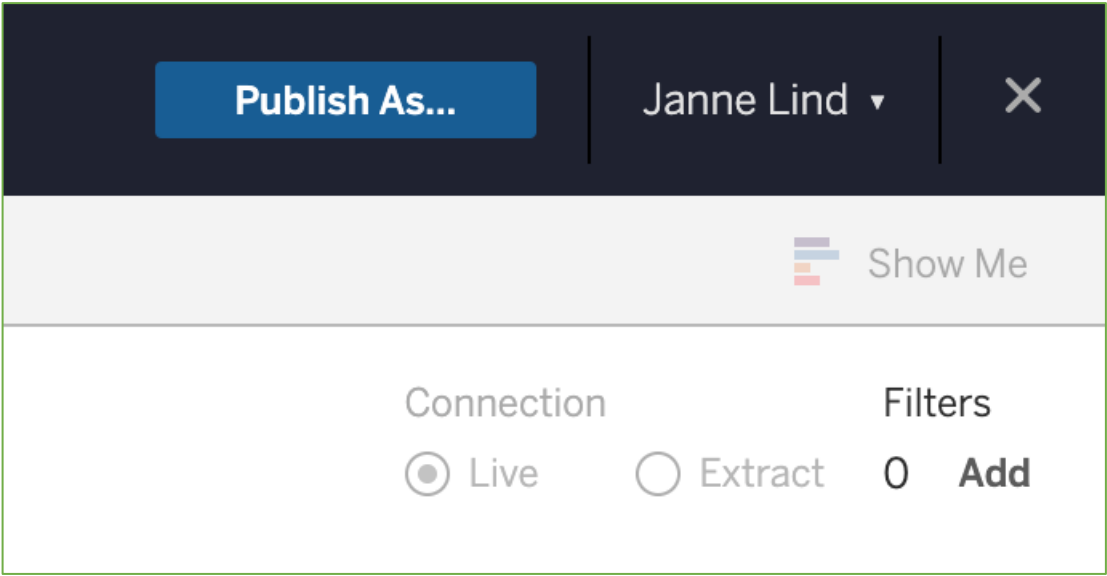 Publish As...
Janne Lind
Show Me
Connection
Filters
Live
Extract
0
Add